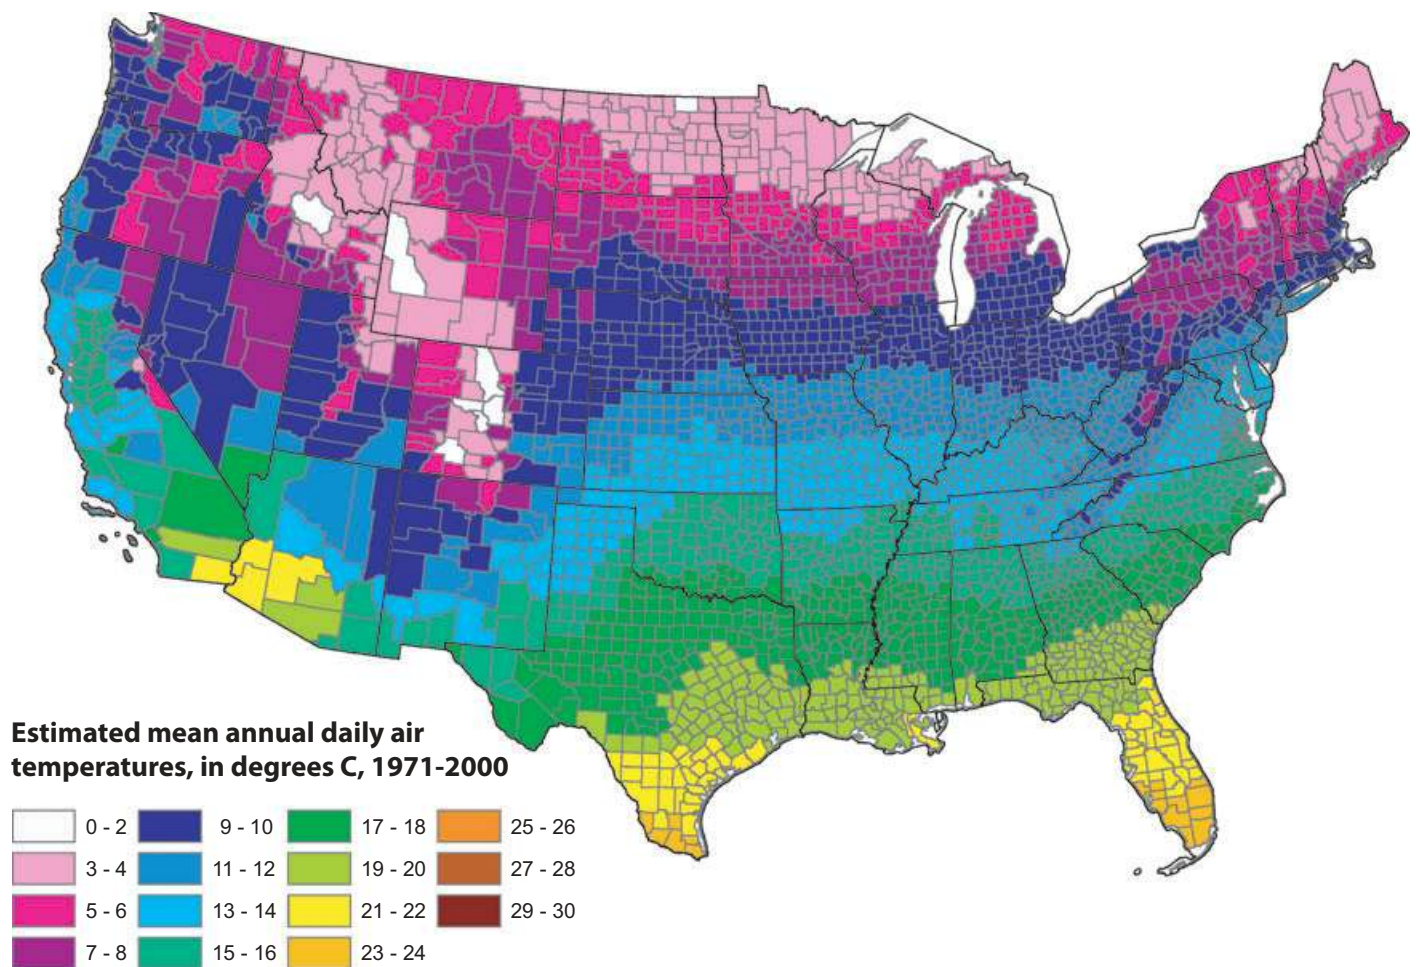 Estimated mean annual daily air
temperatures, in degrees C, 1971-2000
0 - 2
9 - 10
17 - 18
25 - 26
3 - 4
11 - 12
19 - 20
27 - 28
5 - 6
13 - 14
21 - 22
29 - 30
7 - 8
15 - 16
23 - 24